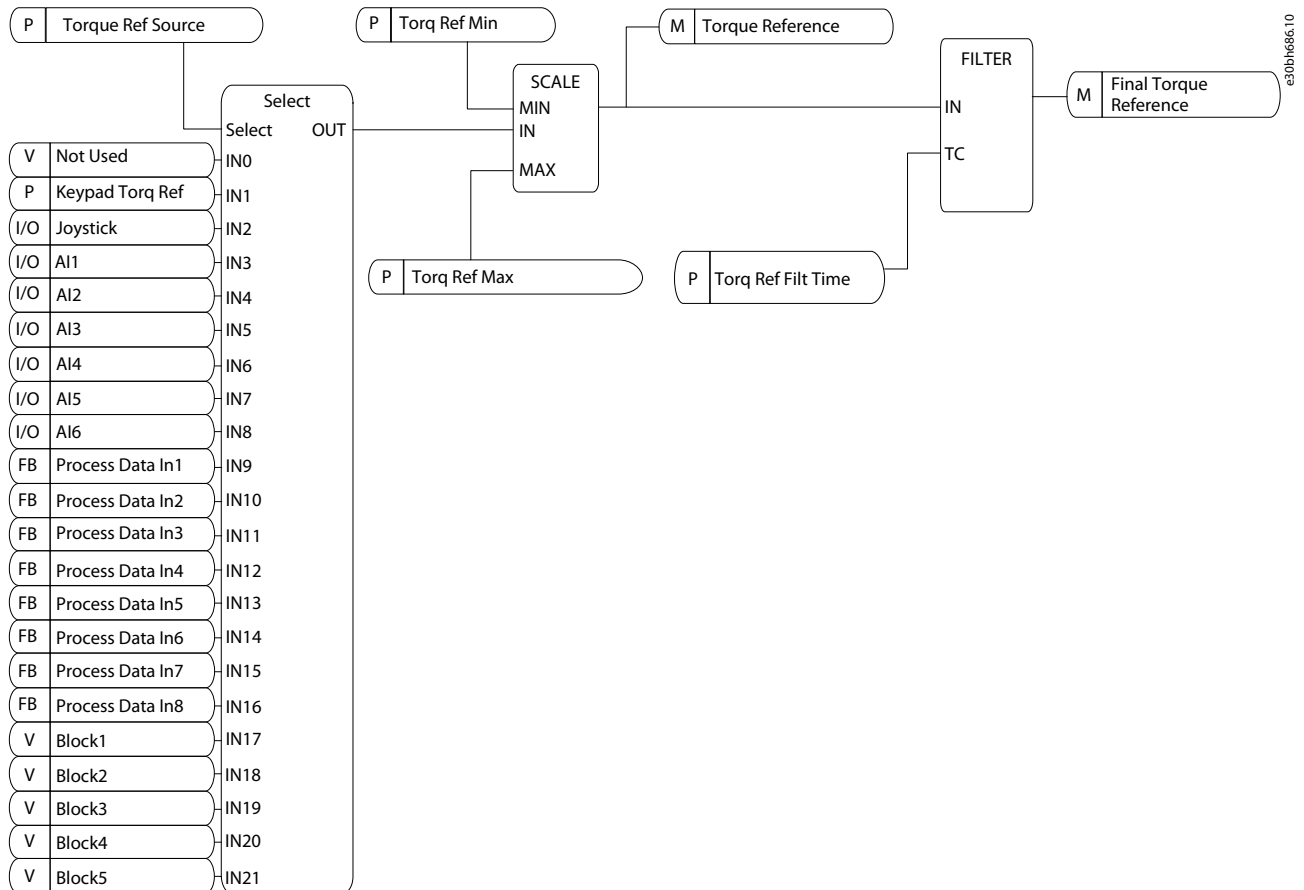 P Torque Ref Source
P Torq Ref Min
M Torque Reference
e30bh686.10
Select
Select OUT
SCALE
MIN
IN
MAX
FILTER
IN
TC
M Final Torque
Reference
P Torq Ref Max
P Torq Ref Filt Time
V Not Used IN0
P Keypad Torq Ref IN1
I/O Joystick IN2
I/O AI1 IN3
I/O AI2 IN4
I/O AI3 IN5
I/O AI4 IN6
I/O AI5 IN7
I/O AI6 IN8
FB Process Data In1 IN9
FB Process Data In2 IN10
FB Process Data In3 IN11
FB Process Data In4 IN12
FB Process Data In5 IN13
FB Process Data In6 IN14
FB Process Data In7 IN15
FB Process Data In8 IN16
V Block1 IN17
V Block2 IN18
V Block3 IN19
V Block4 IN20
V Block5 IN21